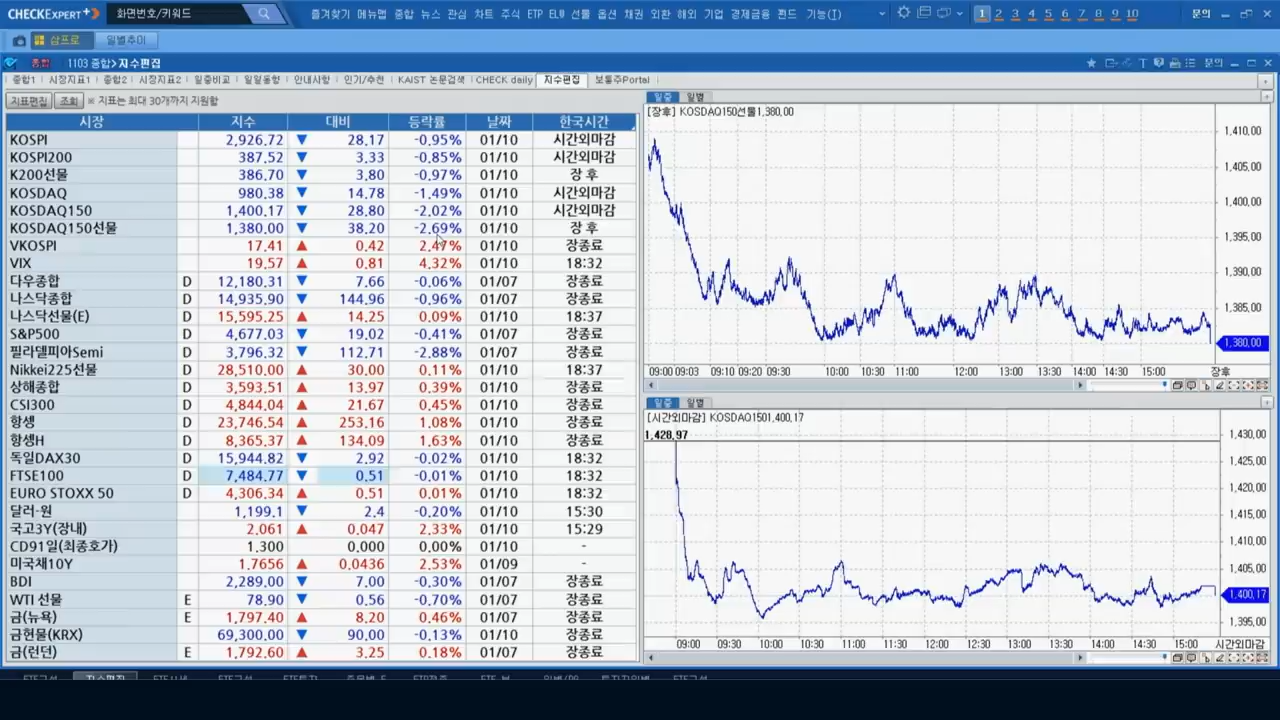 CHECKEXPERT+ 화면번호/키워드 즐겨찾기 메뉴맵 종합 뉴스 관심 차트 주식 ETP ELW 선물 옵션 채권 외환 해외 기업 경제금융 펀드 기능(T) 1 2 3 4 5 6 7 8 9 10 문의
삼프로 일별추이
종합 1103 종합>지수편집 T 문의
종합1 시장지표1 종합2 시장지표2 일중비교 일일동향 안내사항 인기/추천 KAIST 논문검색 CHECK daily 지수편집 보통주Portal
지표편집 조회 ※ 지표는 최대 30개까지 지원함
시장 지수 대비 등락률 날짜 한국시간
KOSPI 2,926.72 ▼ 28.17 -0.95% 01/10 시간외마감
KOSPI200 387.52 ▼ 3.33 -0.85% 01/10 시간외마감
K200선물 386.70 ▼ 3.80 -0.97% 01/10 장 후
KOSDAQ 980.38 ▼ 14.78 -1.49% 01/10 시간외마감
KOSDAQ150 1,400.17 ▼ 28.80 -2.02% 01/10 시간외마감
KOSDAQ150선물 1,380.00 ▼ 38.20 -2.69% 01/10 장 후
VKOSPI 17.41 ▲ 0.42 2.47% 01/10 장종료
VIX 19.57 ▲ 0.81 4.32% 01/10 18:32
다우종합 D 12,180.31 ▼ 7.66 -0.06% 01/07 장종료
나스닥종합 D 14,935.90 ▼ 144.96 -0.96% 01/07 장종료
나스닥선물(E) D 15,595.25 ▲ 14.25 0.09% 01/10 18:37
S&P500 D 4,677.03 ▼ 19.02 -0.41% 01/07 장종료
필라델피아Semi D 3,796.32 ▼ 112.71 -2.88% 01/07 장종료
Nikkei225선물 D 28,510.00 ▲ 30.00 0.11% 01/10 18:37
상해종합 D 3,593.51 ▲ 13.97 0.39% 01/10 장종료
CSI300 D 4,844.04 ▲ 21.67 0.45% 01/10 장종료
항생 D 23,746.54 ▲ 253.16 1.08% 01/10 장종료
항생H D 8,365.37 ▲ 134.09 1.63% 01/10 장종료
독일DAX30 D 15,944.82 ▼ 2.92 -0.02% 01/10 18:32
FTSE100 D 7,484.77 ▼ 0.51 -0.01% 01/10 18:32
EURO STOXX 50 D 4,306.34 ▲ 0.51 0.01% 01/10 18:32
달러-원 1,199.1 ▼ 2.4 -0.20% 01/10 15:30
국고3Y(장내) 2.061 ▲ 0.047 2.33% 01/10 15:29
CD91일(최종호가) 1.300 0.000 0.00% 01/10 -
미국채10Y 1.7656 ▲ 0.0436 2.53% 01/09 -
BDI 2,289.00 ▼ 7.00 -0.30% 01/07 장종료
WTI 선물 E 78.90 ▼ 0.56 -0.70% 01/07 장종료
금(뉴욕) E 1,797.40 ▲ 8.20 0.46% 01/07 장종료
금현물(KRX) 69,300.00 ▼ 90.00 -0.13% 01/10 장종료
금(런던) E 1,792.60 ▲ 3.25 0.18% 01/07 장종료
일중 일별
[장후] KOSDAQ150선물1,380.00
1,410.00
1,405.00
1,400.00
1,395.00
1,390.00
1,385.00
1,380.00
09:00 09:03 09:10 09:20 09:30 10:00 10:30 11:00 12:00 13:00 13:30 14:00 14:30 15:00 장후
일중 일별
[시간외마감] KOSDAQ1501,400.17
1,428.97
1,430.00
1,425.00
1,420.00
1,415.00
1,410.00
1,405.00
1,400.17
1,395.00
09:00 09:30 10:00 10:30 11:00 11:30 12:00 12:30 13:00 13:30 14:00 14:30 15:00 시간외마감
지수편집